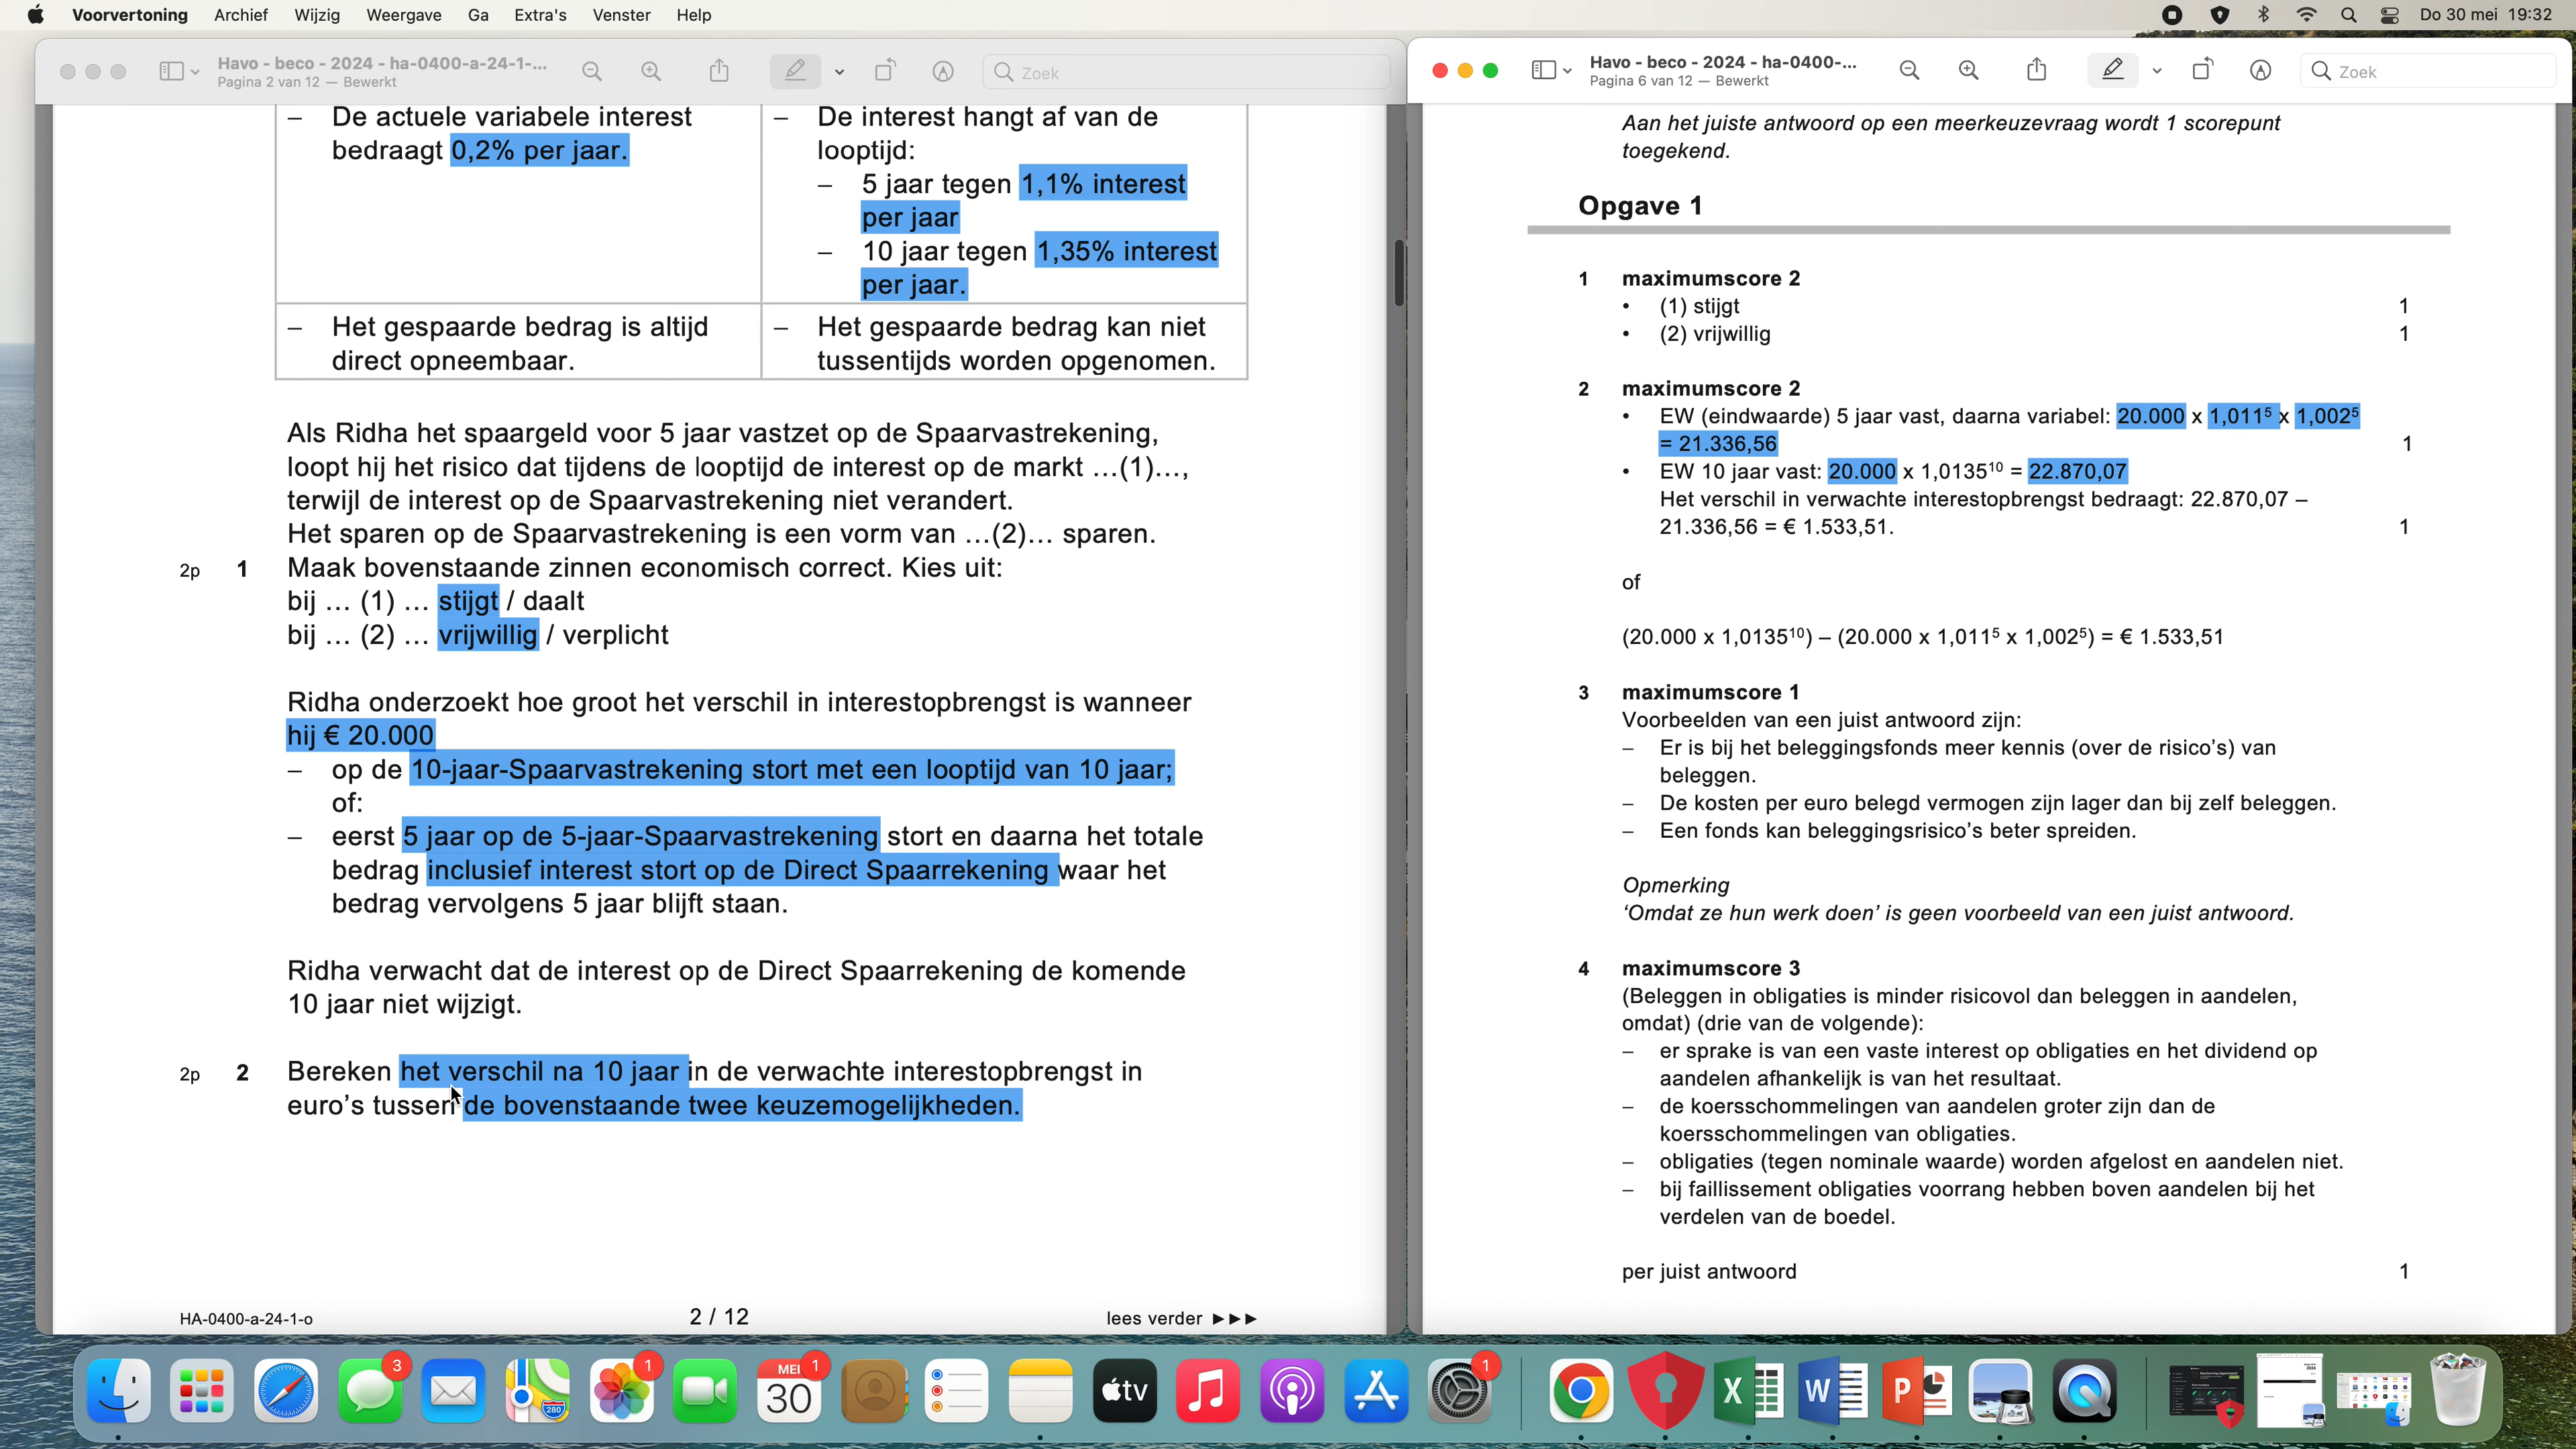 Voorvertoning Archief Wijzig Weergave Ga Extra's Venster Help Do 30 mei 19:32
Havo - beco - 2024 - ha-0400-a-24-1-...
Pagina 2 van 12 — Bewerkt
Zoek
– De actuele variabele interest
bedraagt 0,2% per jaar.
– De interest hangt af van de
looptijd:
– 5 jaar tegen 1,1% interest
per jaar
– 10 jaar tegen 1,35% interest
per jaar.
– Het gespaarde bedrag is altijd
direct opneembaar.
– Het gespaarde bedrag kan niet
tussentijds worden opgenomen.
Als Ridha het spaargeld voor 5 jaar vastzet op de Spaarvastrekening,
loopt hij het risico dat tijdens de looptijd de interest op de markt …(1)…,
terwijl de interest op de Spaarvastrekening niet verandert.
Het sparen op de Spaarvastrekening is een vorm van …(2)… sparen.
2p 1 Maak bovenstaande zinnen economisch correct. Kies uit:
bij … (1) … stijgt / daalt
bij … (2) … vrijwillig / verplicht
Ridha onderzoekt hoe groot het verschil in interestopbrengst is wanneer
hij € 20.000
– op de 10-jaar-Spaarvastrekening stort met een looptijd van 10 jaar;
of:
– eerst 5 jaar op de 5-jaar-Spaarvastrekening stort en daarna het totale
bedrag inclusief interest stort op de Direct Spaarrekening waar het
bedrag vervolgens 5 jaar blijft staan.
Ridha verwacht dat de interest op de Direct Spaarrekening de komende
10 jaar niet wijzigt.
2p 2 Bereken het verschil na 10 jaar in de verwachte interestopbrengst in
euro's tussen de bovenstaande twee keuzemogelijkheden.
HA-0400-a-24-1-o 2 / 12 lees verder ►►►
Havo - beco - 2024 - ha-0400-...
Pagina 6 van 12 — Bewerkt
Zoek
Aan het juiste antwoord op een meerkeuzevraag wordt 1 scorepunt
toegekend.
Opgave 1
1 maximumscore 2
• (1) stijgt 1
• (2) vrijwillig 1
2 maximumscore 2
• EW (eindwaarde) 5 jaar vast, daarna variabel: 20.000 x 1,011⁵ x 1,002⁵
= 21.336,56 1
• EW 10 jaar vast: 20.000 x 1,0135¹⁰ = 22.870,07
Het verschil in verwachte interestopbrengst bedraagt: 22.870,07 –
21.336,56 = € 1.533,51. 1
of
(20.000 x 1,0135¹⁰) – (20.000 x 1,011⁵ x 1,002⁵) = € 1.533,51
3 maximumscore 1
Voorbeelden van een juist antwoord zijn:
– Er is bij het beleggingsfonds meer kennis (over de risico's) van
beleggen.
– De kosten per euro belegd vermogen zijn lager dan bij zelf beleggen.
– Een fonds kan beleggingsrisico's beter spreiden.
Opmerking
'Omdat ze hun werk doen' is geen voorbeeld van een juist antwoord.
4 maximumscore 3
(Beleggen in obligaties is minder risicovol dan beleggen in aandelen,
omdat) (drie van de volgende):
– er sprake is van een vaste interest op obligaties en het dividend op
aandelen afhankelijk is van het resultaat.
– de koersschommelingen van aandelen groter zijn dan de
koersschommelingen van obligaties.
– obligaties (tegen nominale waarde) worden afgelost en aandelen niet.
– bij faillissement obligaties voorrang hebben boven aandelen bij het
verdelen van de boedel.
per juist antwoord 1
3
280
1
MEI
30
1
tv
1
X
W
P